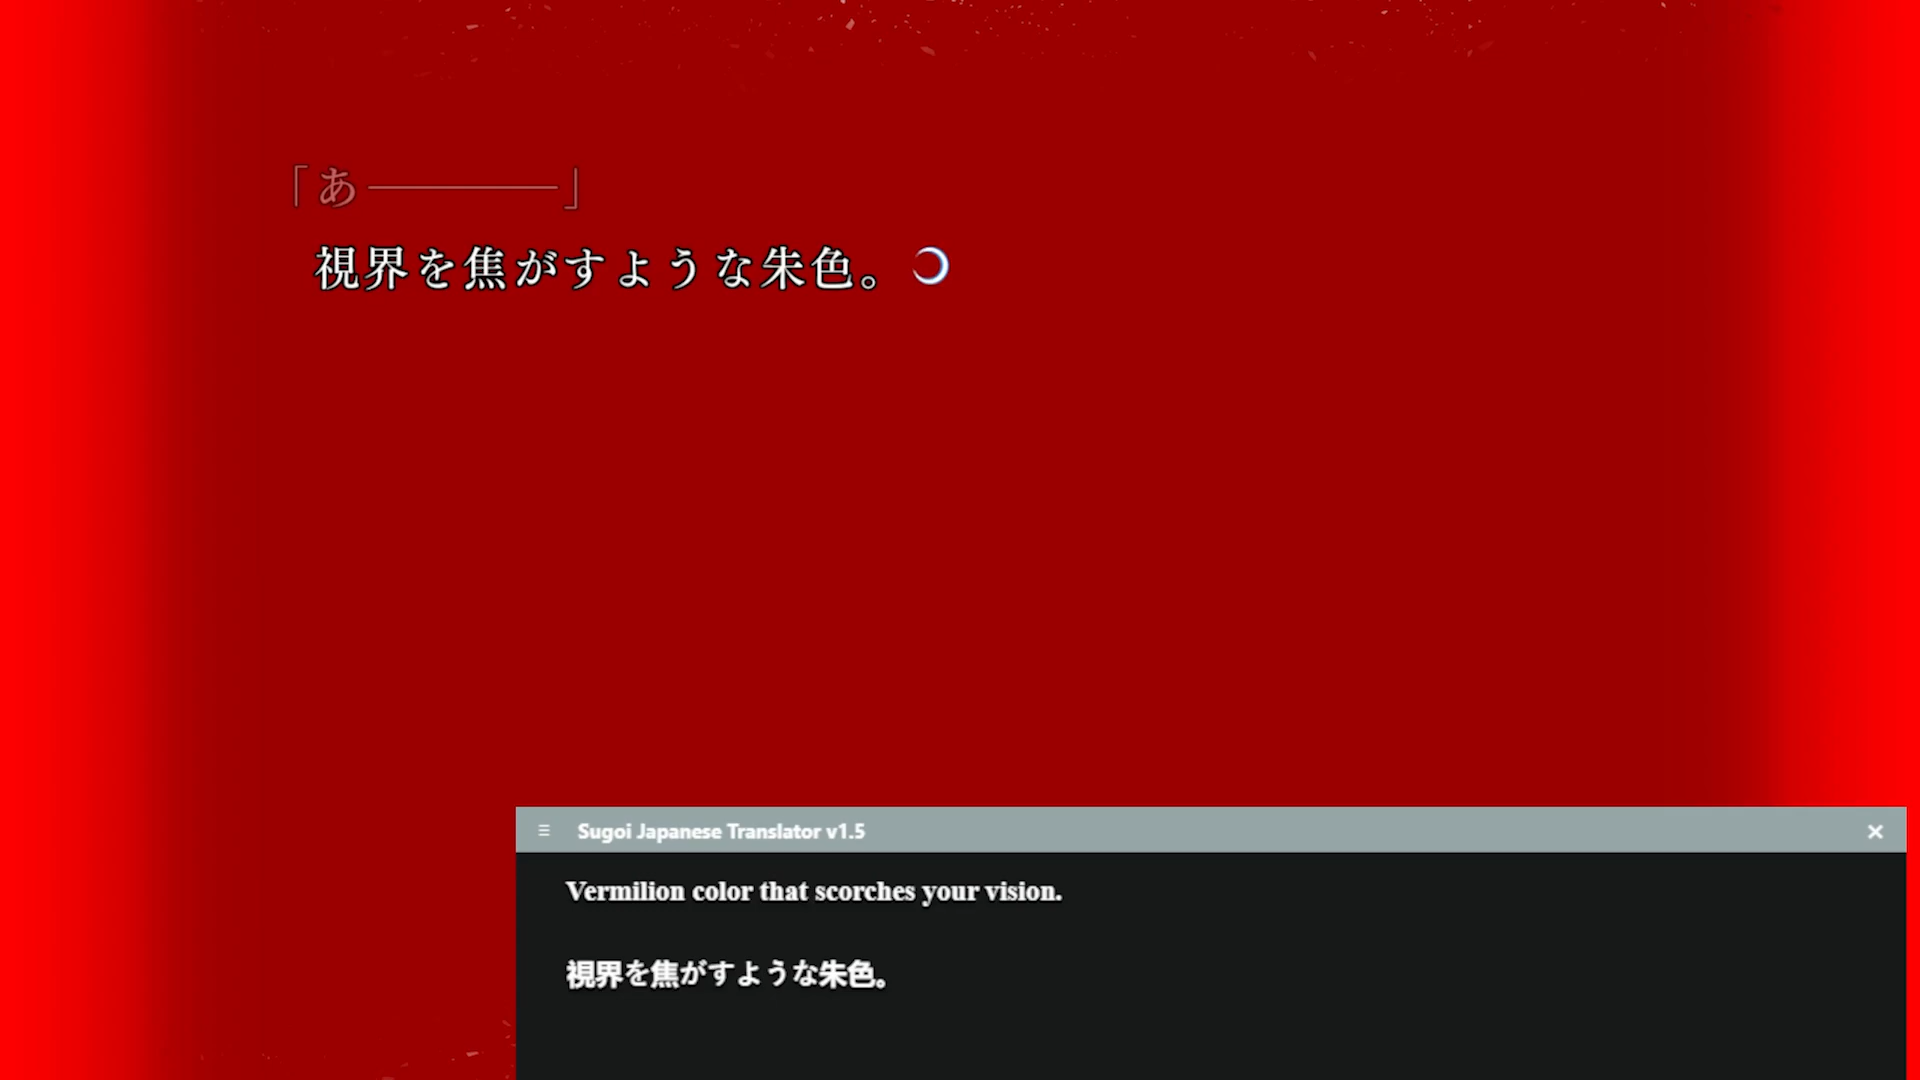 「あ――――」
視界を焦がすような朱色。
☰ Sugoi Japanese Translator v1.5 ✕
Vermilion color that scorches your vision.
視界を焦がすような朱色。